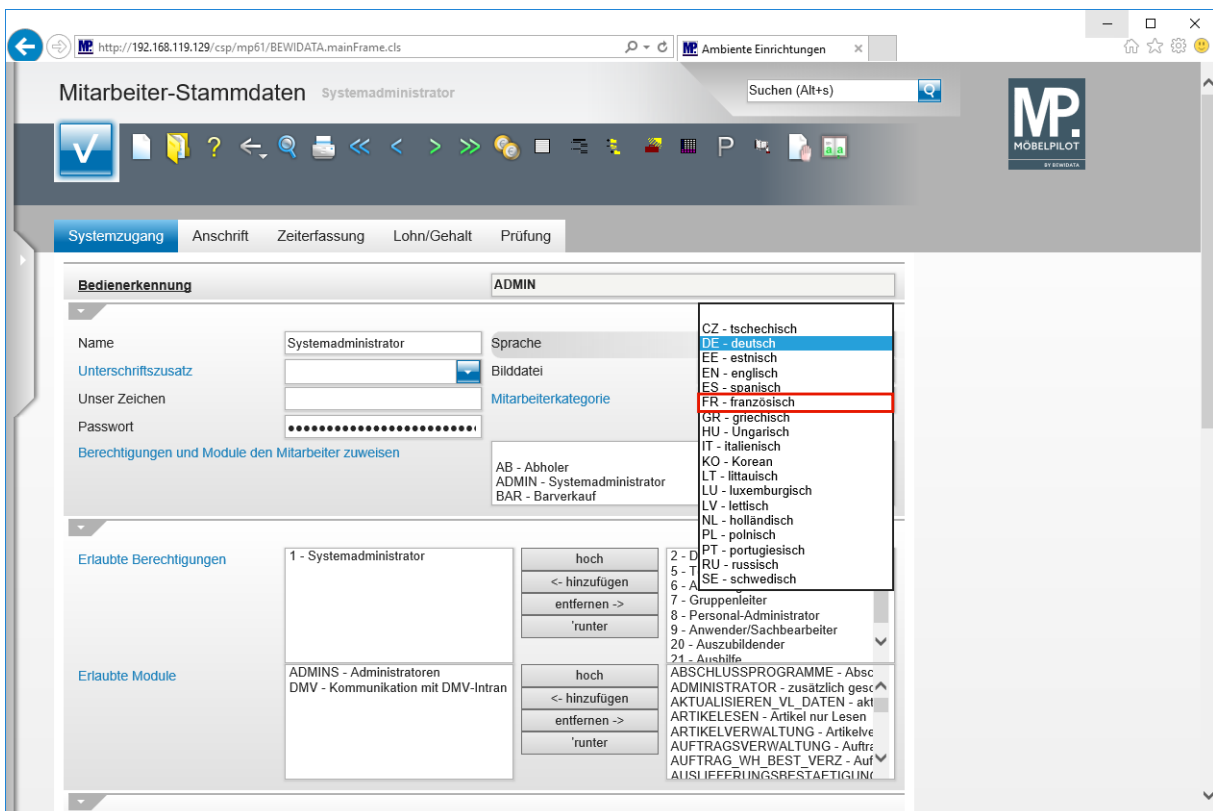 http://192.168.119.129/csp/mp61/BEWIDATA.mainFrame.cls
Ambiente Einrichtungen
Mitarbeiter-Stammdaten Systemadministrator
Suchen (Alt+s)
MP.
MÖBELPILOT
BY BEWIDATA
Systemzugang Anschrift Zeiterfassung Lohn/Gehalt Prüfung
Bedienerkennung ADMIN
Name Systemadministrator Sprache
Unterschriftszusatz Bilddatei
Unser Zeichen Mitarbeiterkategorie
Passwort
Berechtigungen und Module den Mitarbeiter zuweisen
AB - Abholer
ADMIN - Systemadministrator
BAR - Barverkauf
CZ - tschechisch
DE - deutsch
EE - estnisch
EN - englisch
ES - spanisch
FR - französisch
GR - griechisch
HU - Ungarisch
IT - italienisch
KO - Korean
LT - littauisch
LU - luxemburgisch
LV - lettisch
NL - holländisch
PL - polnisch
PT - portugiesisch
RU - russisch
SE - schwedisch
Erlaubte Berechtigungen
1 - Systemadministrator
hoch
<- hinzufügen
entfernen ->
'runter
2 - D
5 - T
6 - A
7 - Gruppenleiter
8 - Personal-Administrator
9 - Anwender/Sachbearbeiter
20 - Auszubildender
21 - Aushilfe
Erlaubte Module
ADMINS - Administratoren
DMV - Kommunikation mit DMV-Intran
hoch
<- hinzufügen
entfernen ->
'runter
ABSCHLUSSPROGRAMME - Absc
ADMINISTRATOR - zusätzlich gesc
AKTUALISIEREN_VL_DATEN - akt
ARTIKELLESEN - Artikel nur Lesen
ARTIKELVERWALTUNG - Artikelve
AUFTRAGSVERWALTUNG - Auftra
AUFTRAG_WH_BEST_VERZ - Auf
AUSLIEFERUNGSBESTAETIGUNG